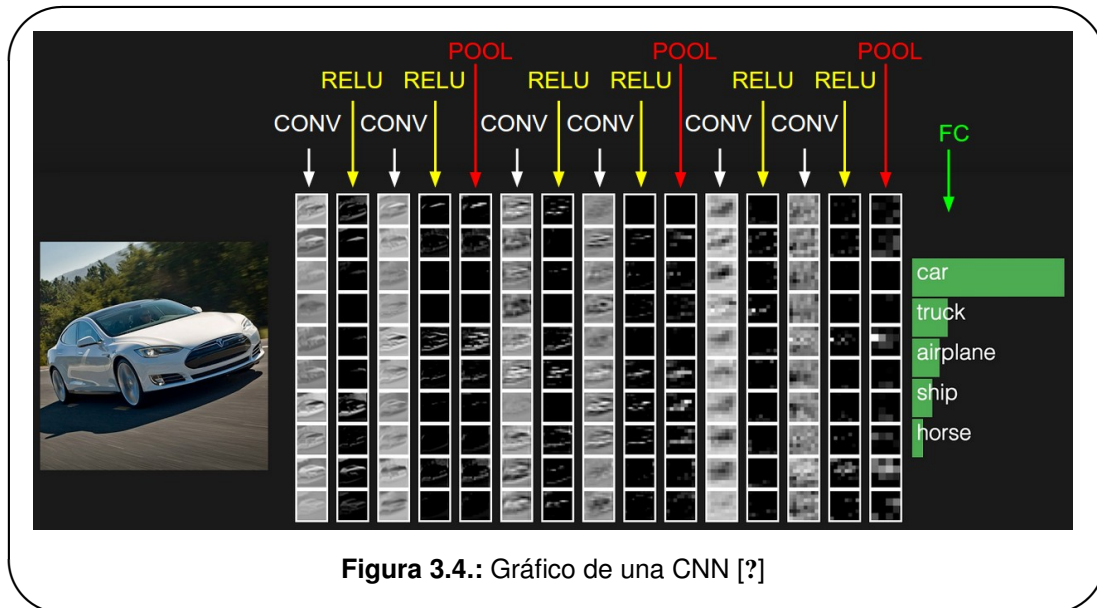 POOL POOL POOL
RELU RELU RELU RELU RELU RELU
CONV CONV CONV CONV CONV CONV
FC
car
truck
airplane
ship
horse
Figura 3.4.: Gráfico de una CNN [?]